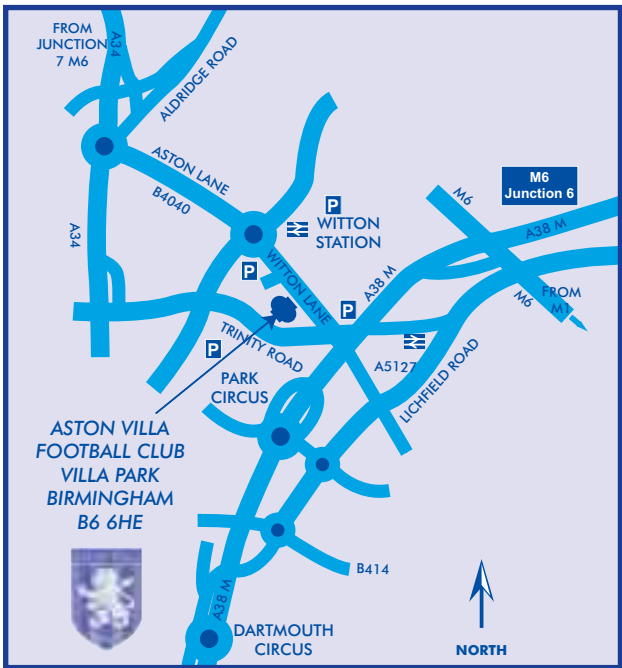 FROM
JUNCTION
7 M6
A34
ALDRIDGE ROAD
ASTON LANE
B4040
A34
P
WITTON
STATION
M6
Junction 6
M6
A38 M
P
WITTON LANE
A38 M
P
M6
FROM
M1
TRINITY ROAD
P
A5127
LICHFIELD ROAD
PARK
CIRCUS
ASTON VILLA
FOOTBALL CLUB
VILLA PARK
BIRMINGHAM
B6 6HE
B414
A38 M
DARTMOUTH
CIRCUS
NORTH